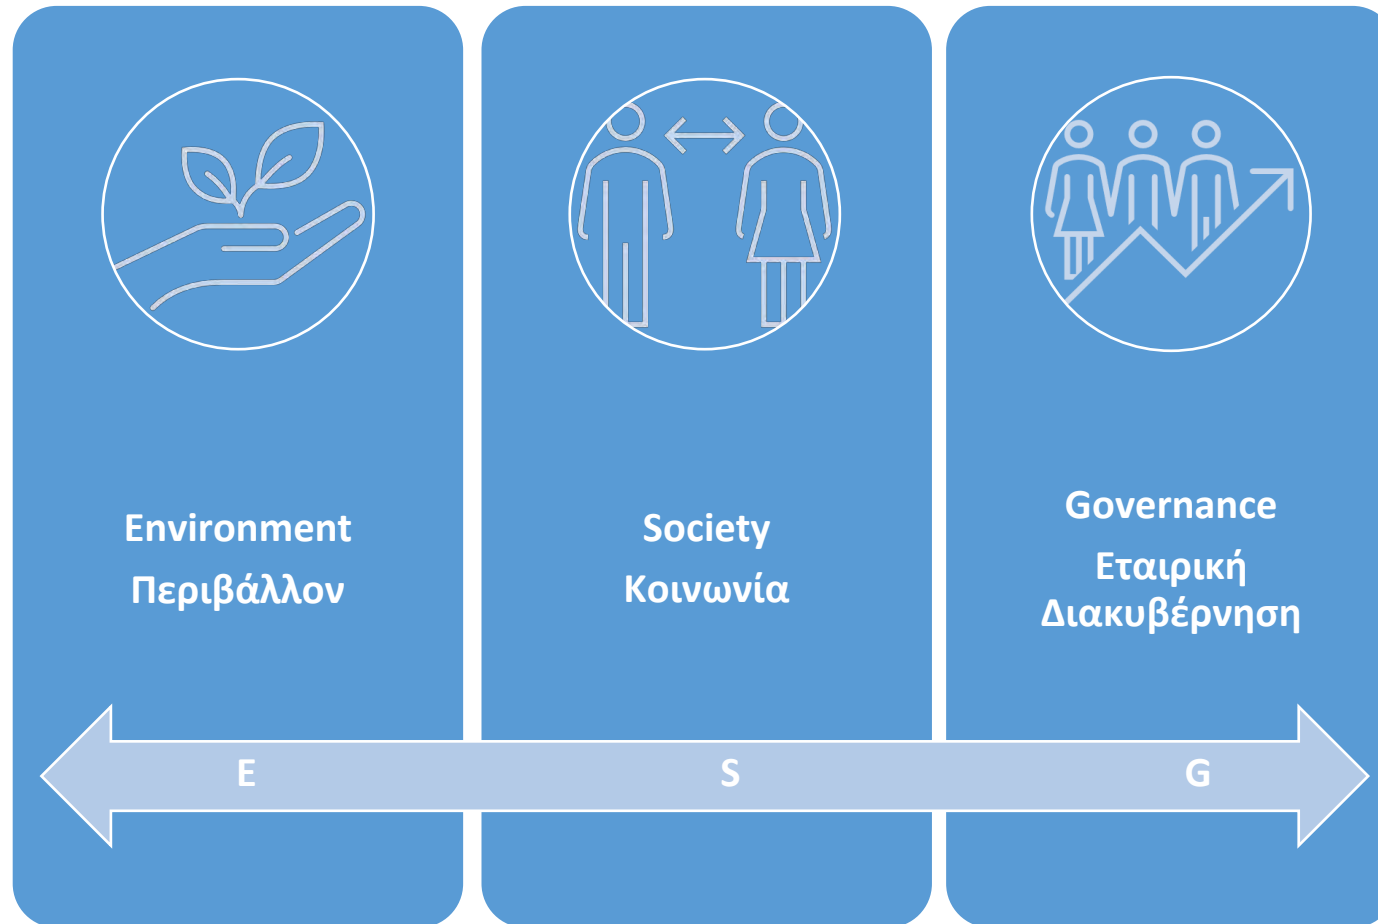 Environment
Περιβάλλον
Society
Κοινωνία
Governance
Εταιρική
Διακυβέρνηση
E
S
G